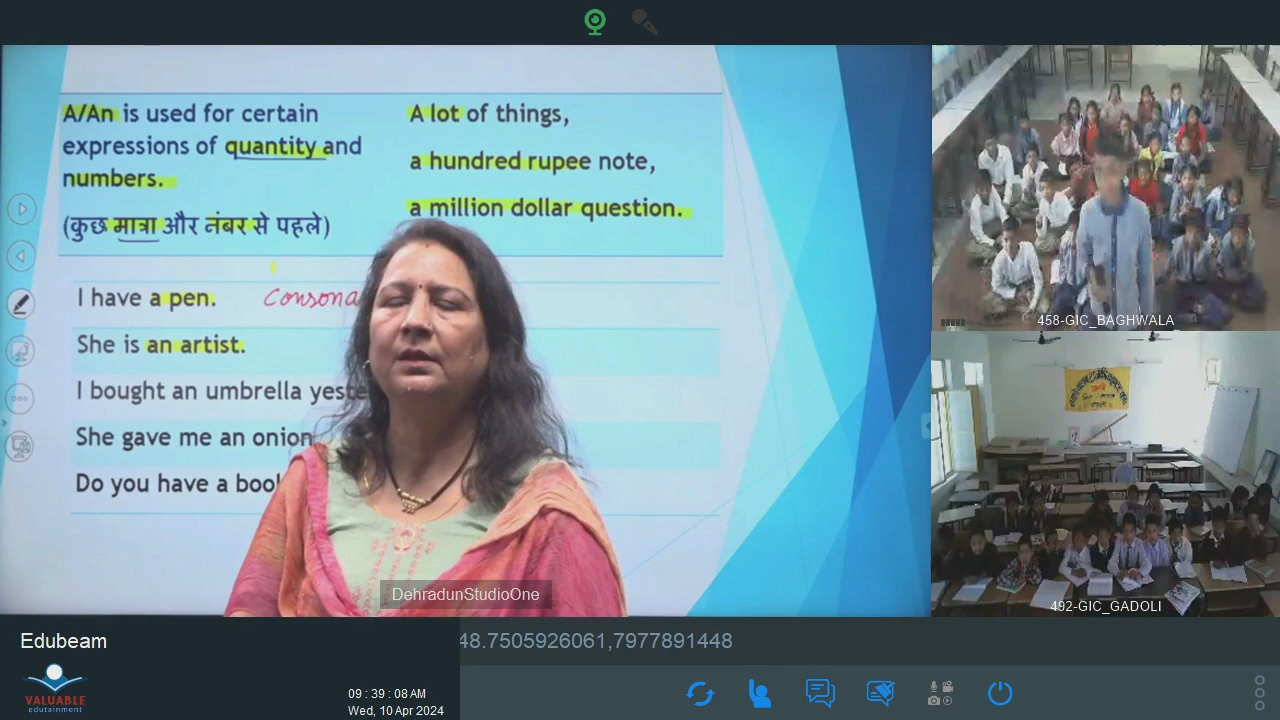 A/An is used for certain
expressions of quantity and
numbers.
(कुछ मात्रा और नंबर से पहले)
A lot of things,
a hundred rupee note,
a million dollar question.
I have a pen.
Consona
She is an artist.
I bought an umbrella yeste
She gave me an onion
Do you have a book
DehradunStudioOne
458-GIC_BAGHWALA
492-GIC_GADOLI
Edubeam
VALUABLE
edutainment
09 : 39 : 08 AM
Wed, 10 Apr 2024
48.7505926061,7977891448